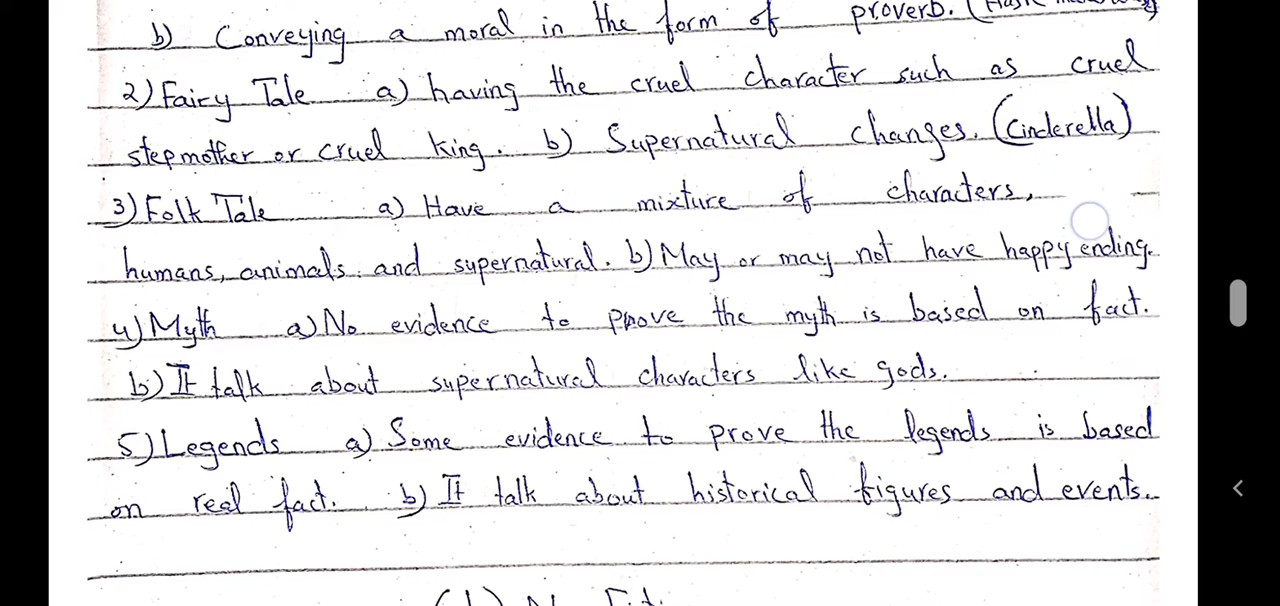 b) Conveying a moral in the form of proverb. (
2) Fairy Tale a) having the cruel character such as cruel
stepmother or cruel king. b) Supernatural changes. (Cinderella)
3) Folk Tale a) Have a mixture of characters,
humans, animals and supernatural. b) May or may not have happy ending.
4) Myth a) No evidence to prove the myth is based on fact.
b) It talk about supernatural characters like gods.
5) Legends a) Some evidence to prove the legends is based
on real fact. b) It talk about historical figures and events.